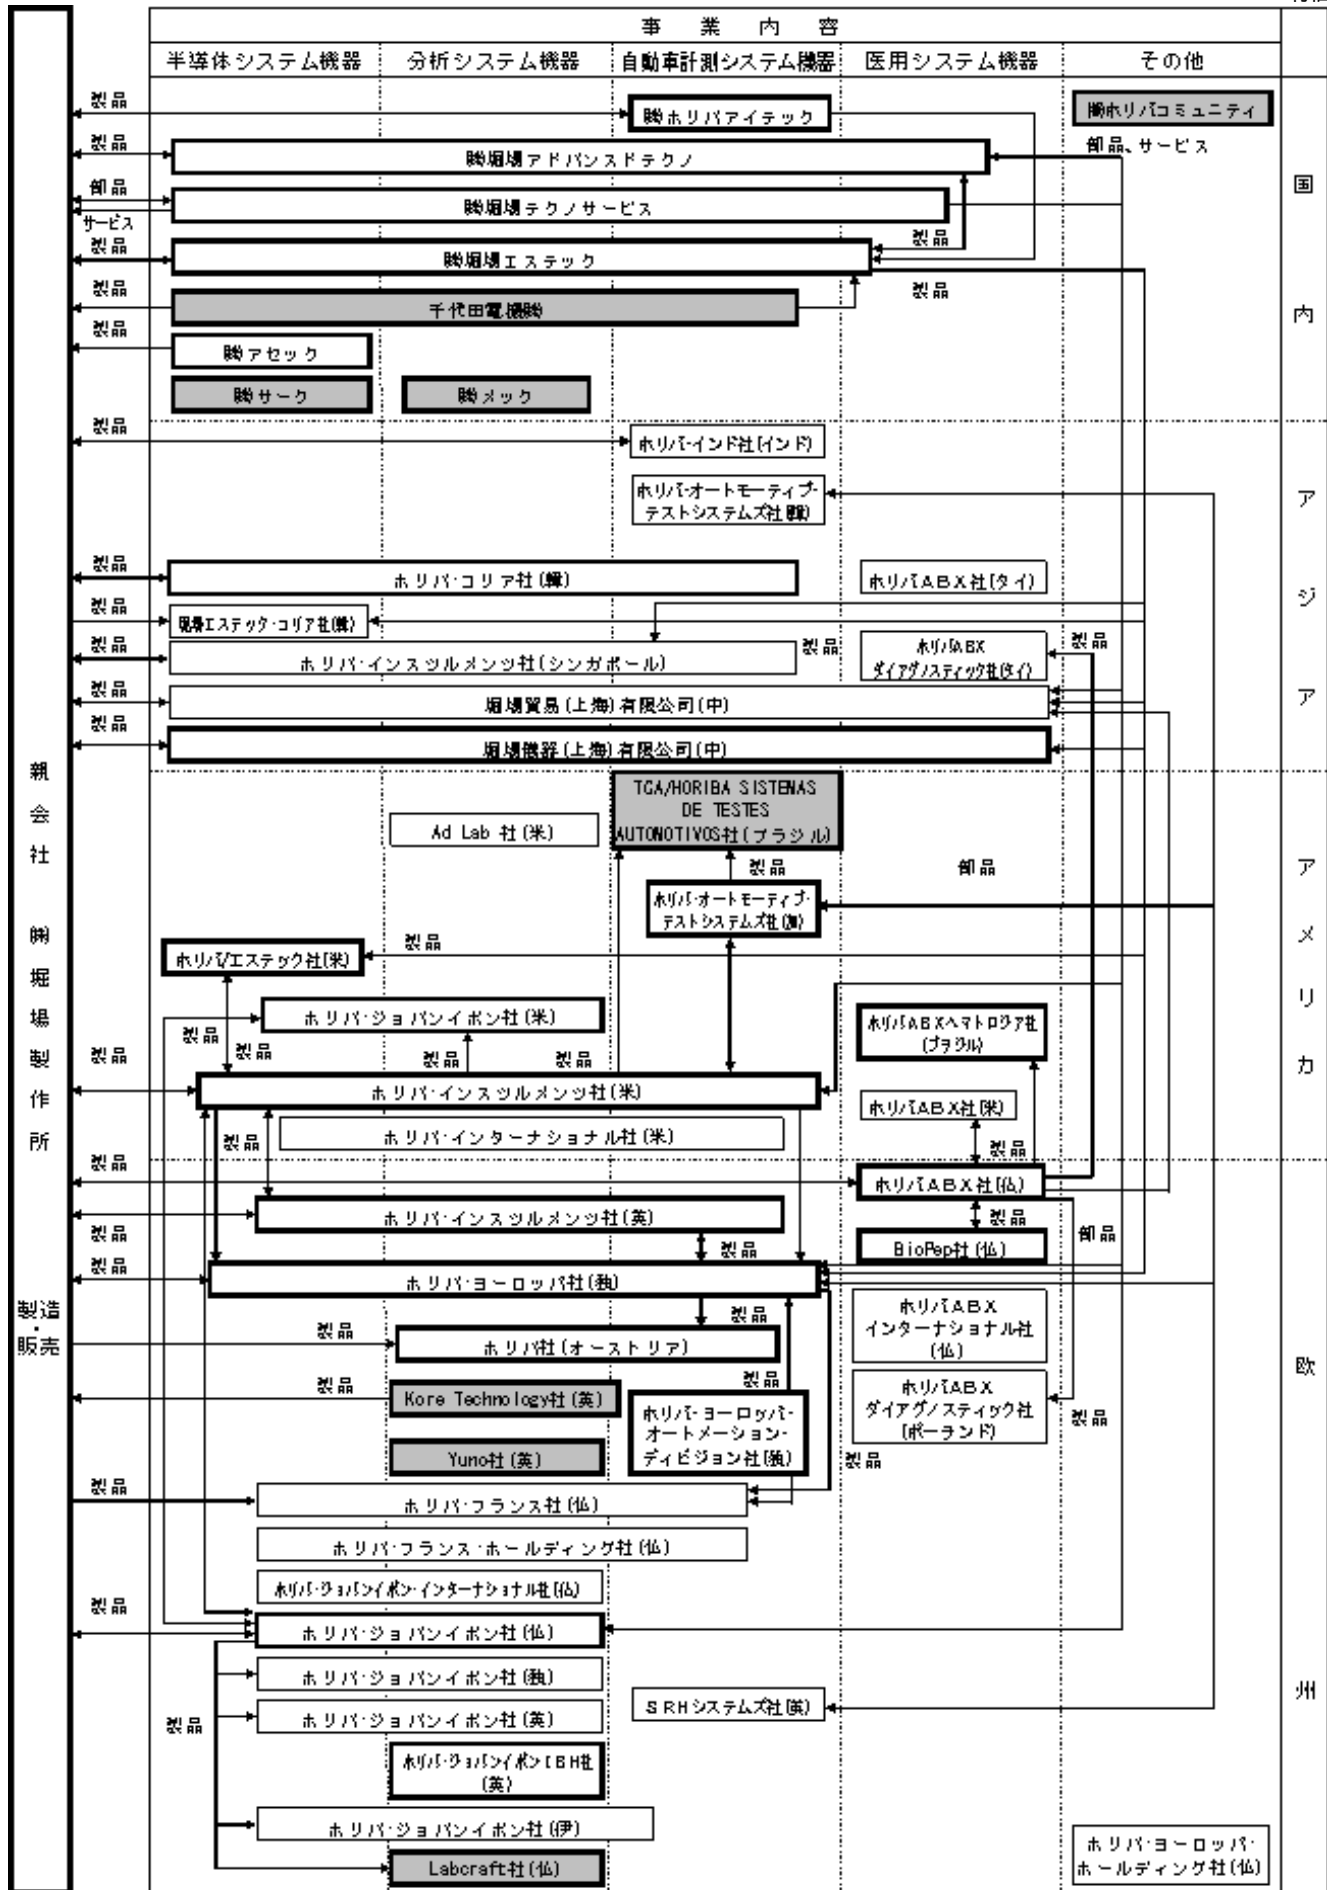 事業内容
半導体システム機器
分析システム機器
自動車計測システム機器
医用システム機器
その他
国内
製品
㈱ホリバアイテック
㈱ホリバコミュニティ
部品、サービス
製品
㈱堀場アドバンスドテクノ
部品
㈱堀場テクノサービス
サービス
製品
製品
㈱堀場エステック
製品
製品
千代田電機㈱
製品
㈱アセック
㈱サーク
㈱メック
アジア
製品
ホリバ・インド社(インド)
ホリバ・オートモーティブ・
テストシステムズ社(韓)
製品
ホリバ・コリア社(韓)
ホリバABX社(タイ)
製品
堀場エステック・コリア社(韓)
製品
ホリバ・インスツルメンツ社(シンガポール)
製品
ホリバABX
ダイアグノスティック社(タイ)
製品
製品
堀場貿易(上海)有限公司(中)
製品
堀場儀器(上海)有限公司(中)
親会社 ㈱堀場製作所
製造・販売
アメリカ
TCA/HORIBA SISTEMAS
DE TESTES
AUTOMOTIVOS社(ブラジル)
Ad Lab 社(米)
製品
部品
ホリバ・オートモーティブ・
テストシステムズ社(加)
製品
ホリバ/エステック社(米)
ホリバ・ジョバンイボン社(米)
ホリバABXヘマトロジア社
(ブラジル)
製品
製品
製品
製品
製品
ホリバ・インスツルメンツ社(米)
ホリバABX社(米)
製品
ホリバ・インターナショナル社(米)
製品
欧州
製品
ホリバABX社(仏)
ホリバ・インスツルメンツ社(英)
製品
製品
製品
BioPep社(仏)
部品
製品
ホリバ・ヨーロッパ社(独)
ホリバABX
インターナショナル社
(仏)
製品
ホリバ社(オーストリア)
製品
製品
Kore Technology社(英)
製品
ホリバ・ヨーロッパ・
オートメーション・
ディビジョン社(独)
ホリバABX
ダイアグノスティック社
(ポーランド)
製品
Yumo社(英)
製品
製品
ホリバ・フランス社(仏)
ホリバ・フランス・ホールディング社(仏)
ホリバ・ジョバンイボン・インターナショナル社(仏)
製品
ホリバ・ジョバンイボン社(仏)
ホリバ・ジョバンイボン社(独)
製品
ホリバ・ジョバンイボン社(英)
SRHシステムズ社(英)
ホリバ・ジョバンイボンIBH社
(英)
ホリバ・ジョバンイボン社(伊)
Labcraft社(仏)
ホリバ・ヨーロッパ・
ホールディング社(仏)